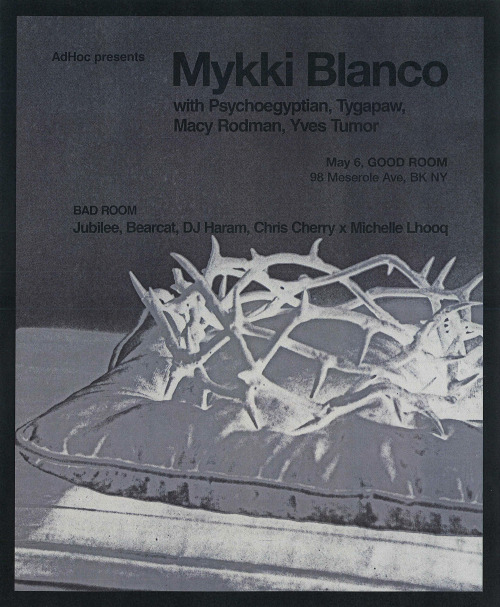 AdHoc presents
Mykki Blanco
with Psychoegyptian, Tygapaw,
Macy Rodman, Yves Tumor
May 6, GOOD ROOM
98 Meserole Ave, BK NY
BAD ROOM
Jubilee, Bearcat, DJ Haram, Chris Cherry x Michelle Lhooq